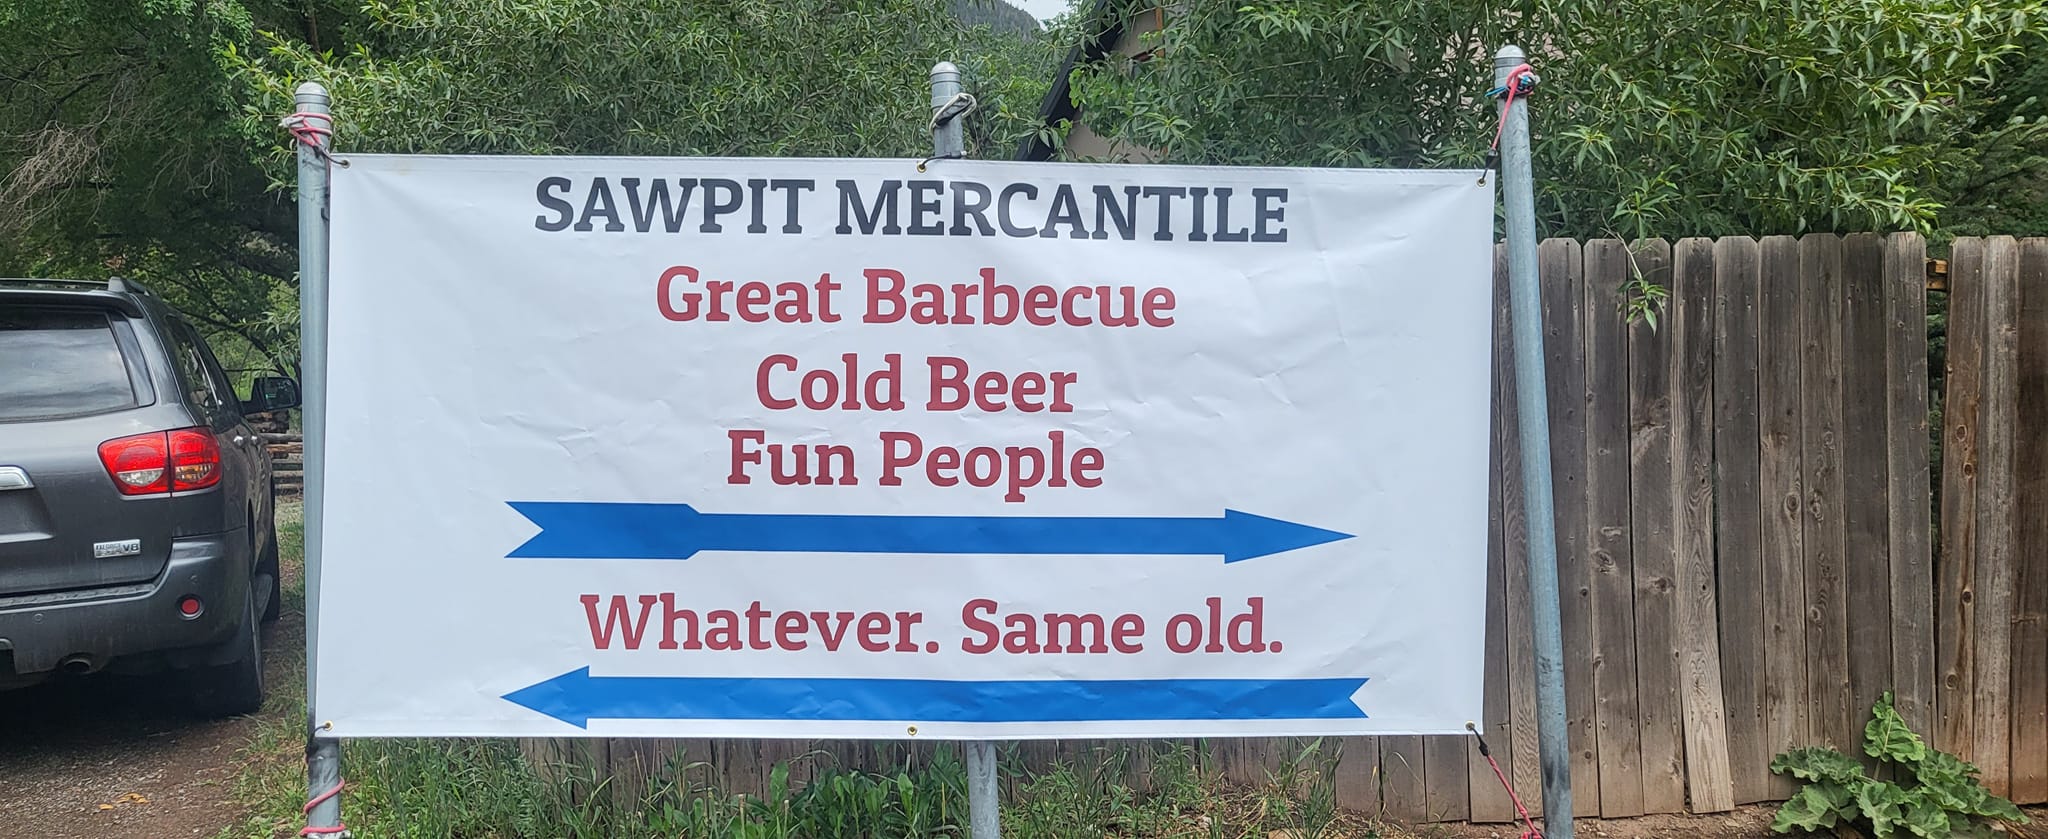 SAWPIT MERCANTILE
Great Barbecue
Cold Beer
Fun People
Whatever. Same old.